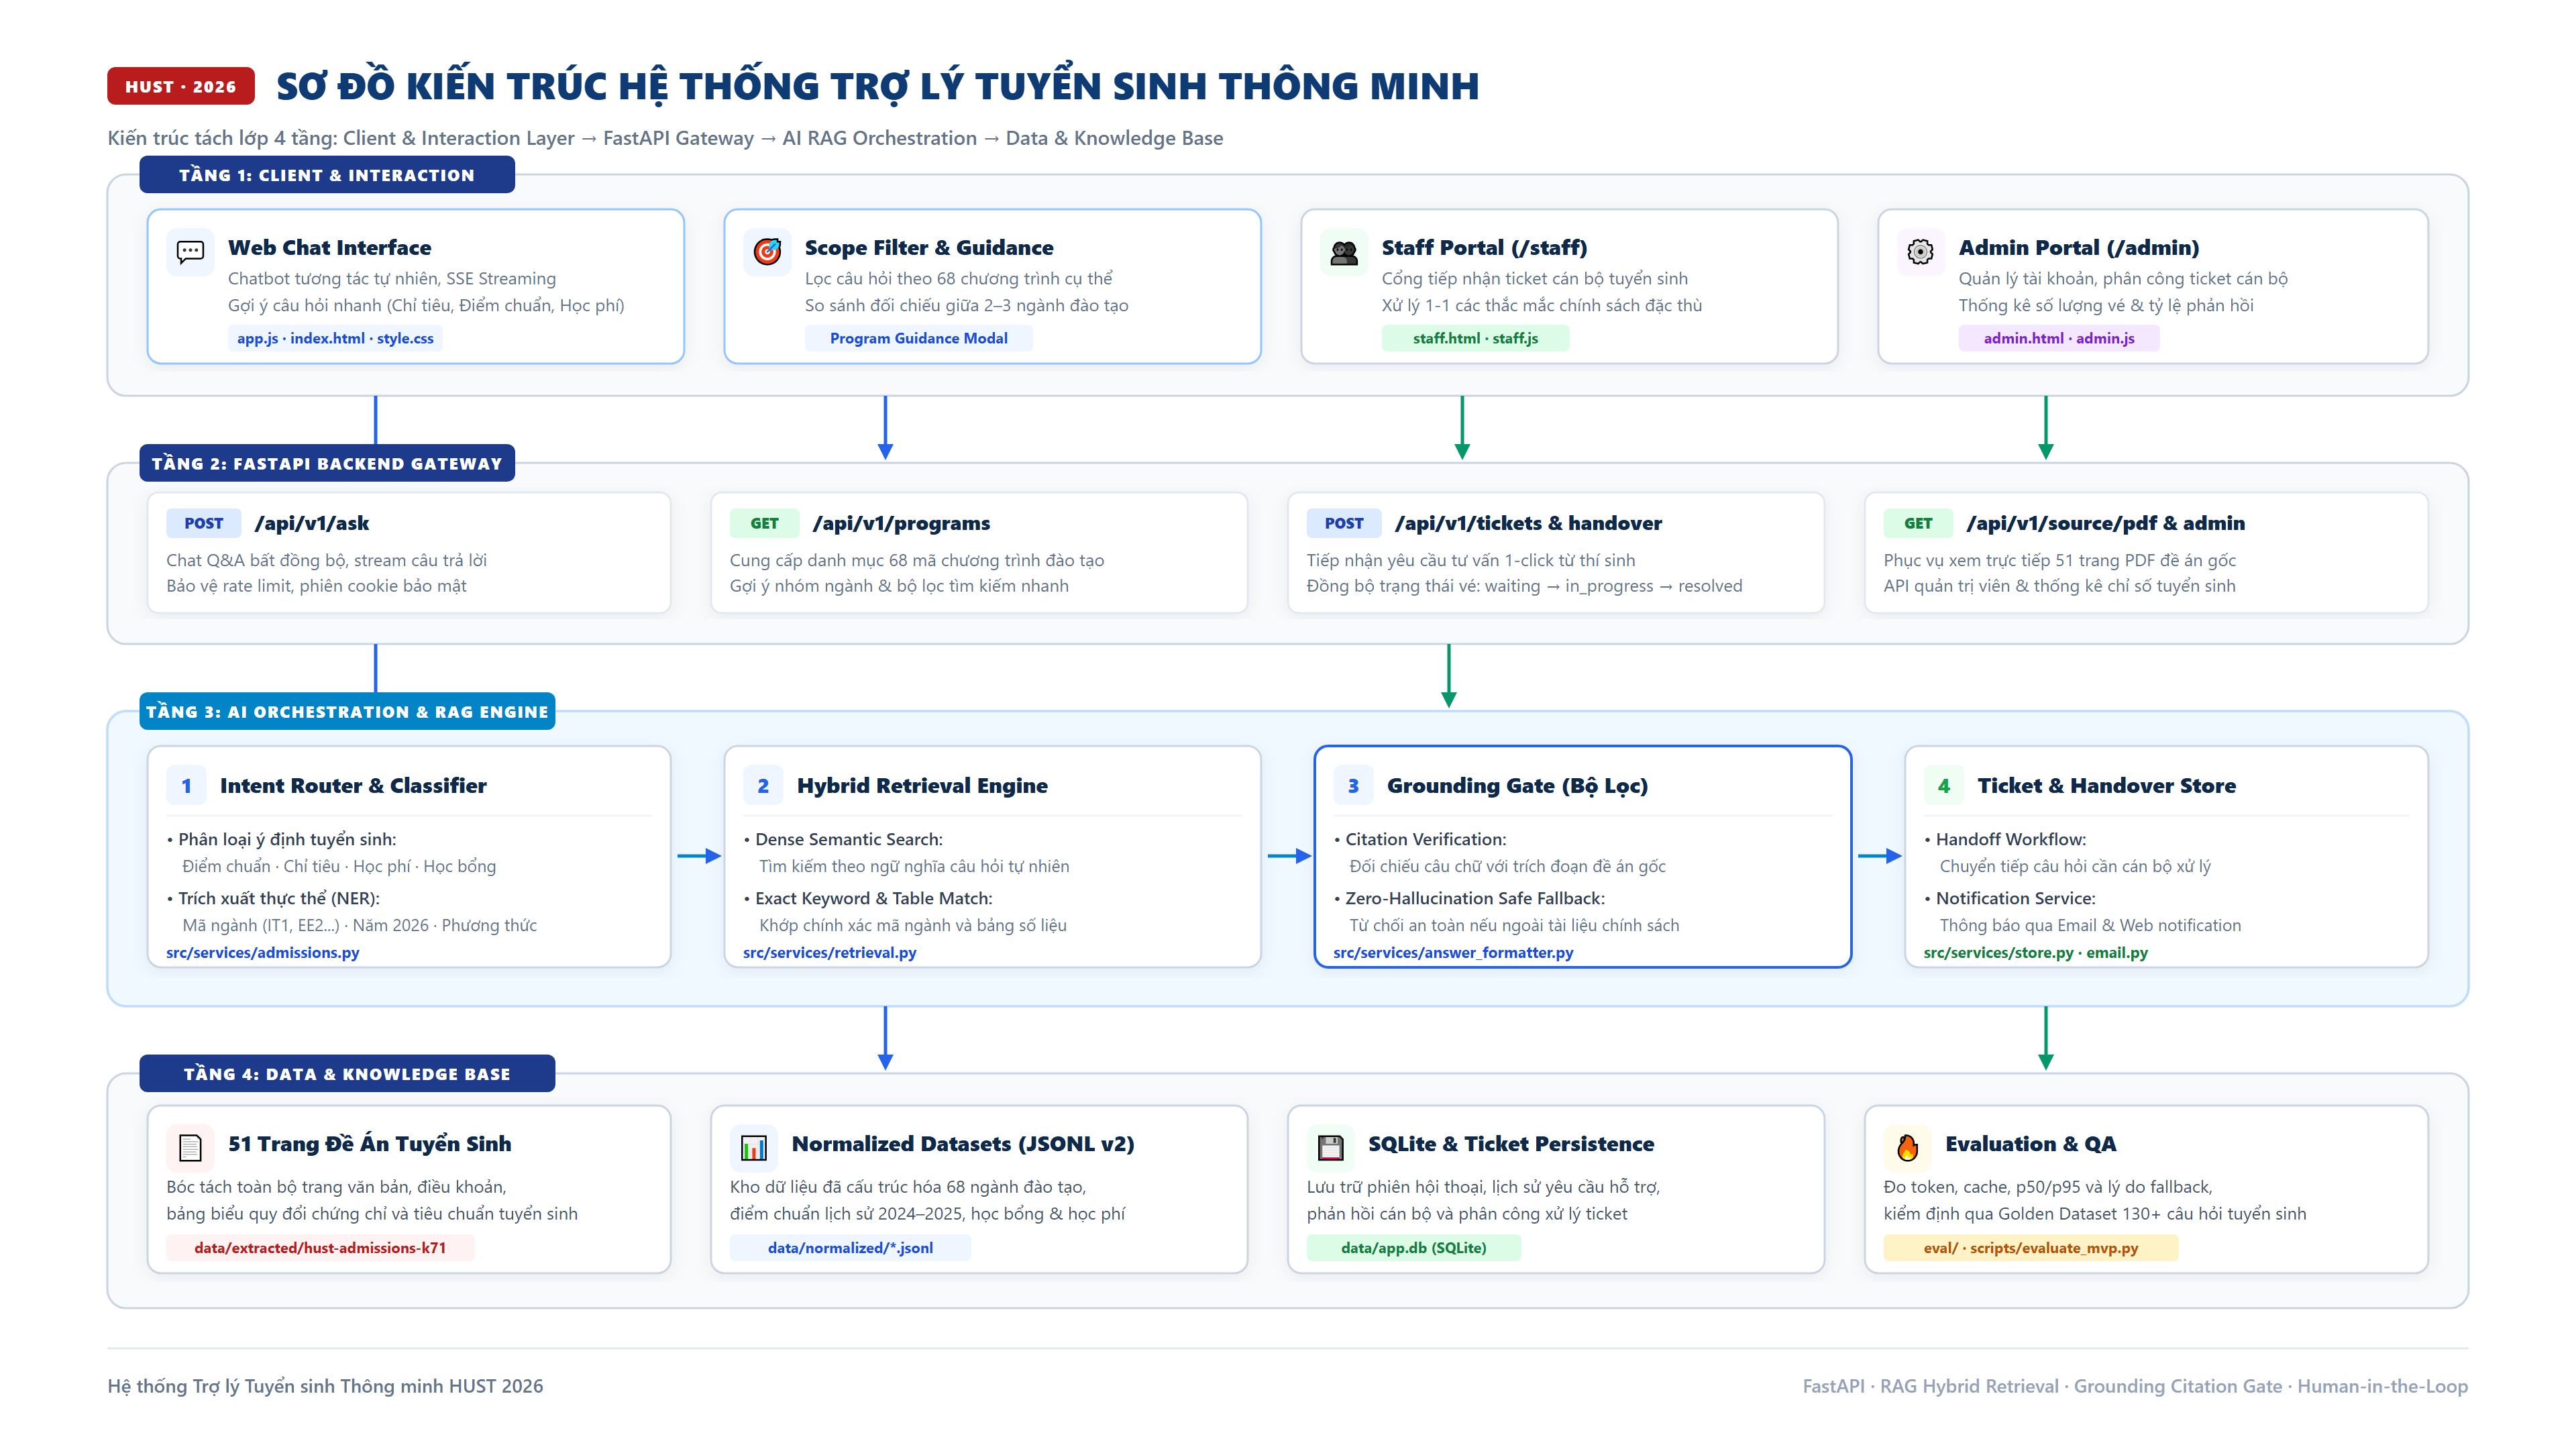 HUST · 2026
SƠ ĐỒ KIẾN TRÚC HỆ THỐNG TRỢ LÝ TUYỂN SINH THÔNG MINH
Kiến trúc tách lớp 4 tầng: Client & Interaction Layer → FastAPI Gateway → AI RAG Orchestration → Data & Knowledge Base
TẦNG 1: CLIENT & INTERACTION
Web Chat Interface
Chatbot tương tác tự nhiên, SSE Streaming
Gợi ý câu hỏi nhanh (Chỉ tiêu, Điểm chuẩn, Học phí)
app.js · index.html · style.css
Scope Filter & Guidance
Lọc câu hỏi theo 68 chương trình cụ thể
So sánh đối chiếu giữa 2–3 ngành đào tạo
Program Guidance Modal
Staff Portal (/staff)
Cổng tiếp nhận ticket cán bộ tuyển sinh
Xử lý 1-1 các thắc mắc chính sách đặc thù
staff.html · staff.js
Admin Portal (/admin)
Quản lý tài khoản, phân công ticket cán bộ
Thống kê số lượng vé & tỷ lệ phản hồi
admin.html · admin.js
TẦNG 2: FASTAPI BACKEND GATEWAY
POST /api/v1/ask
Chat Q&A bất đồng bộ, stream câu trả lời
Bảo vệ rate limit, phiên cookie bảo mật
GET /api/v1/programs
Cung cấp danh mục 68 mã chương trình đào tạo
Gợi ý nhóm ngành & bộ lọc tìm kiếm nhanh
POST /api/v1/tickets & handover
Tiếp nhận yêu cầu tư vấn 1-click từ thí sinh
Đồng bộ trạng thái vé: waiting → in_progress → resolved
GET /api/v1/source/pdf & admin
Phục vụ xem trực tiếp 51 trang PDF đề án gốc
API quản trị viên & thống kê chỉ số tuyển sinh
TẦNG 3: AI ORCHESTRATION & RAG ENGINE
1 Intent Router & Classifier
• Phân loại ý định tuyển sinh:
Điểm chuẩn · Chỉ tiêu · Học phí · Học bổng
• Trích xuất thực thể (NER):
Mã ngành (IT1, EE2...) · Năm 2026 · Phương thức
src/services/admissions.py
2 Hybrid Retrieval Engine
• Dense Semantic Search:
Tìm kiếm theo ngữ nghĩa câu hỏi tự nhiên
• Exact Keyword & Table Match:
Khớp chính xác mã ngành và bảng số liệu
src/services/retrieval.py
3 Grounding Gate (Bộ Lọc)
• Citation Verification:
Đối chiếu câu chữ với trích đoạn đề án gốc
• Zero-Hallucination Safe Fallback:
Từ chối an toàn nếu ngoài tài liệu chính sách
src/services/answer_formatter.py
4 Ticket & Handover Store
• Handoff Workflow:
Chuyển tiếp câu hỏi cần cán bộ xử lý
• Notification Service:
Thông báo qua Email & Web notification
src/services/store.py · email.py
TẦNG 4: DATA & KNOWLEDGE BASE
51 Trang Đề Án Tuyển Sinh
Bóc tách toàn bộ trang văn bản, điều khoản,
bảng biểu quy đổi chứng chỉ và tiêu chuẩn tuyển sinh
data/extracted/hust-admissions-k71
Normalized Datasets (JSONL v2)
Kho dữ liệu đã cấu trúc hóa 68 ngành đào tạo,
điểm chuẩn lịch sử 2024–2025, học bổng & học phí
data/normalized/*.jsonl
SQLite & Ticket Persistence
Lưu trữ phiên hội thoại, lịch sử yêu cầu hỗ trợ,
phản hồi cán bộ và phân công xử lý ticket
data/app.db (SQLite)
Evaluation & QA
Đo token, cache, p50/p95 và lý do fallback,
kiểm định qua Golden Dataset 130+ câu hỏi tuyển sinh
eval/ · scripts/evaluate_mvp.py
Hệ thống Trợ lý Tuyển sinh Thông minh HUST 2026
FastAPI · RAG Hybrid Retrieval · Grounding Citation Gate · Human-in-the-Loop